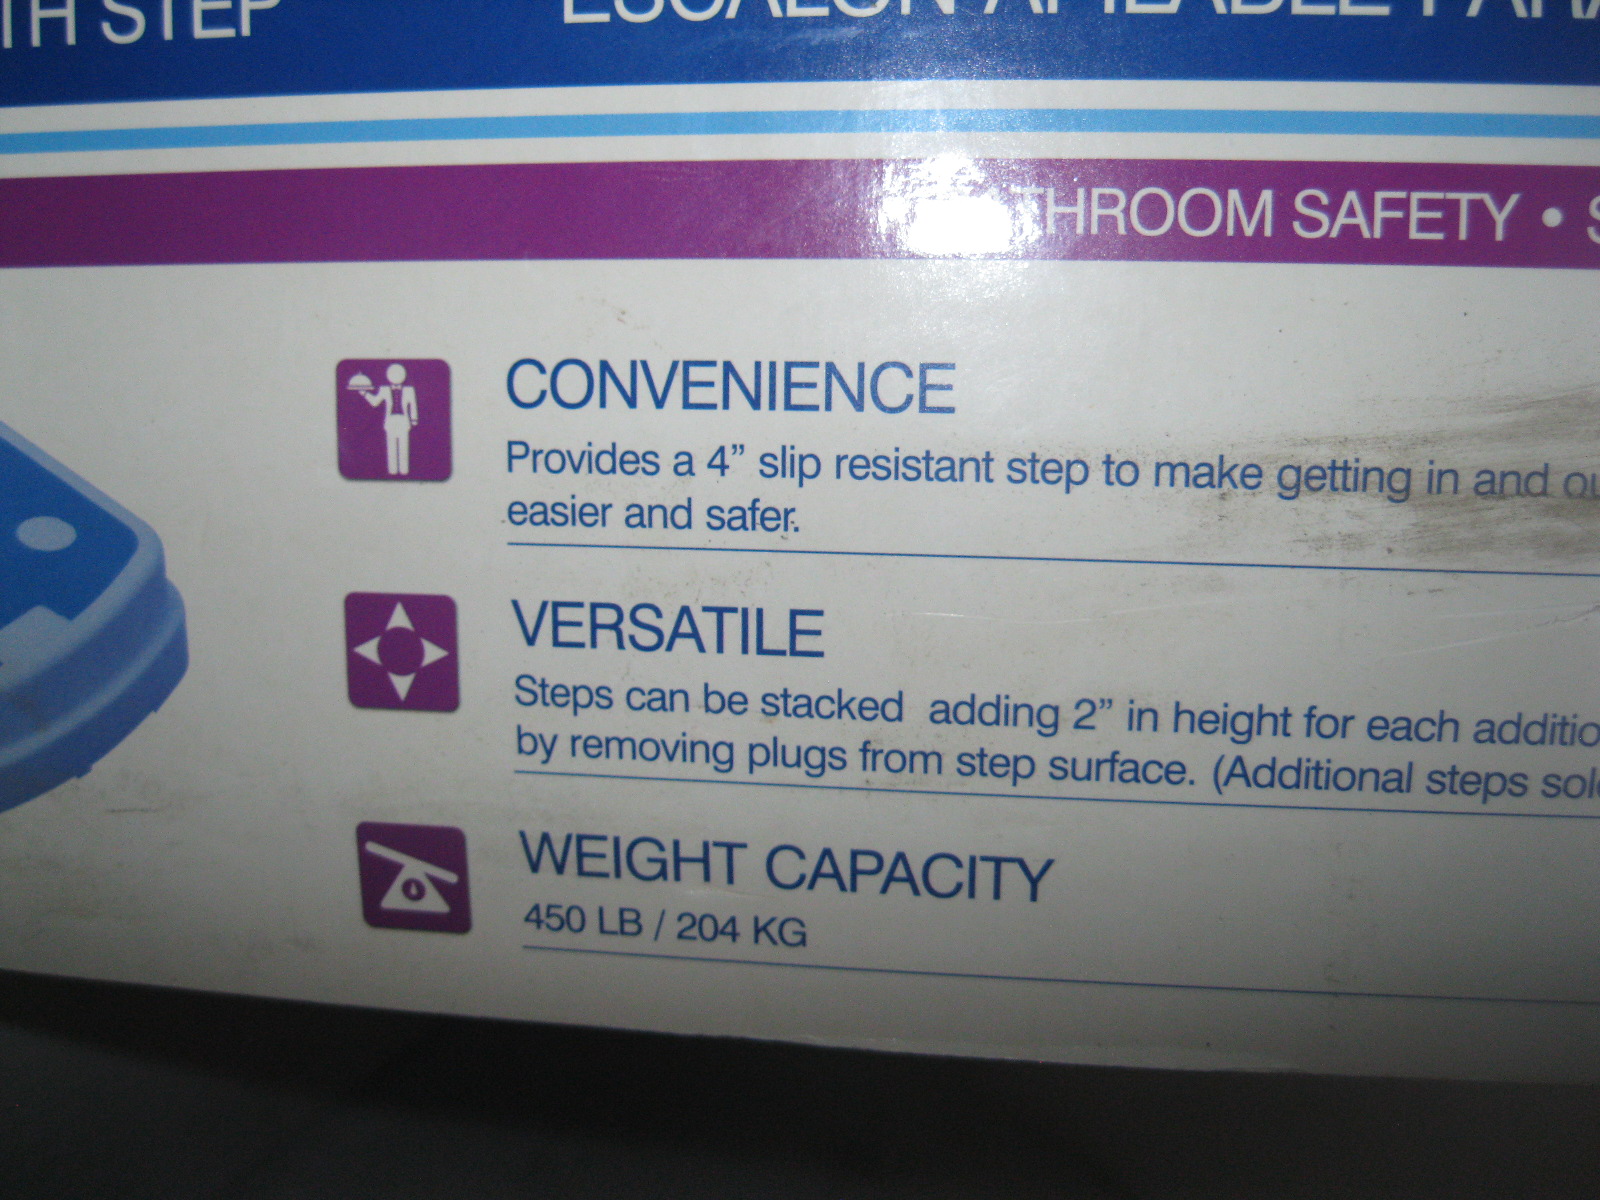 STEP
ESCALON APILABLE
THROOM SAFETY •
CONVENIENCE
Provides a 4” slip resistant step to make getting in and
easier and safer.
VERSATILE
Steps can be stacked adding 2” in height for each
by removing plugs from step surface. (Additional steps
WEIGHT CAPACITY
450 LB / 204 KG